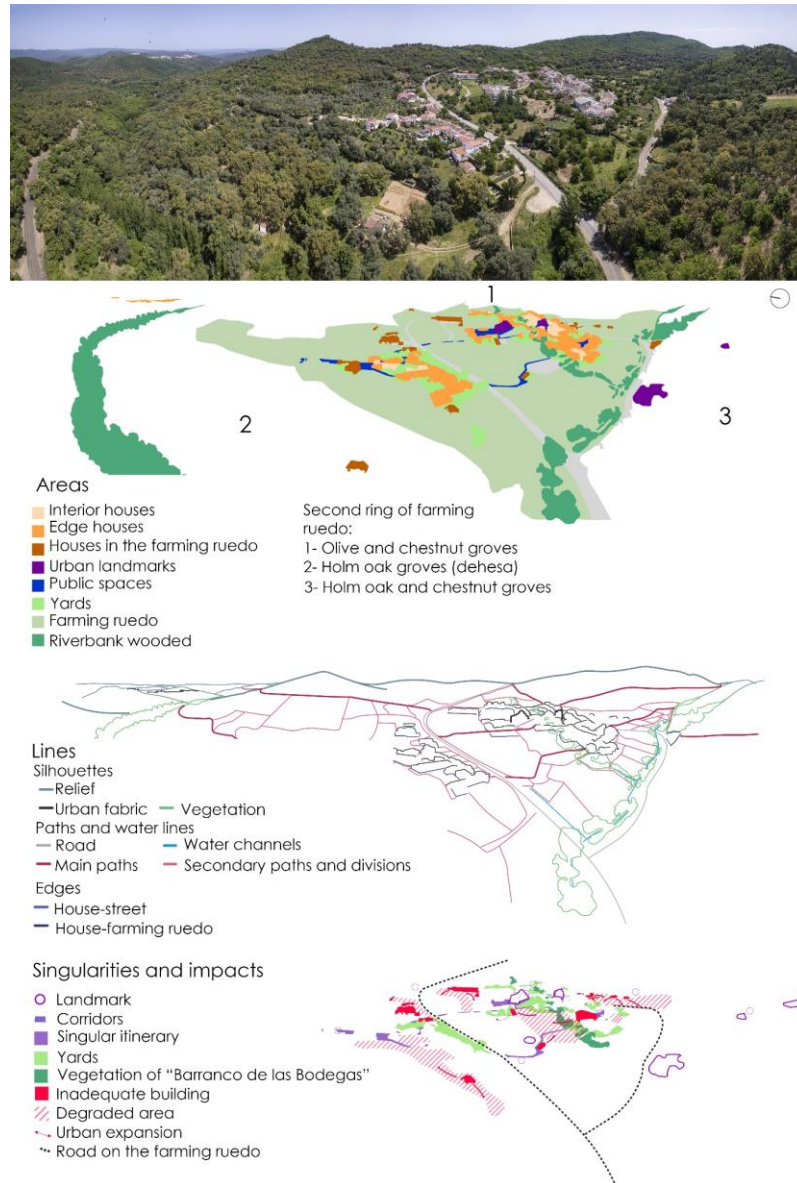 1
2
3
Areas
Interior houses
Edge houses
Houses in the farming ruedo
Urban landmarks
Public spaces
Yards
Farming ruedo
Riverbank wooded
Second ring of farming
ruedo:
1- Olive and chestnut groves
2- Holm oak groves (dehesa)
3- Holm oak and chestnut groves
Lines
Silhouettes
Relief
Urban fabric
Vegetation
Paths and water lines
Road
Water channels
Main paths
Secondary paths and divisions
Edges
House-street
House-farming ruedo
Singularities and impacts
Landmark
Corridors
Singular itinerary
Yards
Vegetation of "Barranco de las Bodegas"
Inadequate building
Degraded area
Urban expansion
Road on the farming ruedo